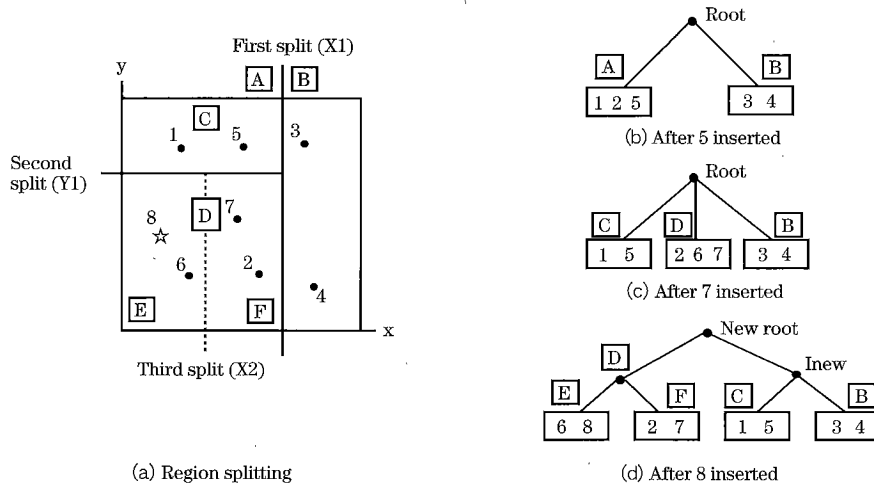 First split (X1)
y
A B
C
1 5 3
Second
split (Y1)
D
7
8
6 2
4
E F
x
Third split (X2)
(a) Region splitting
Root
A B
1 2 5 3 4
(b) After 5 inserted
Root
C D B
1 5 2 6 7 3 4
(c) After 7 inserted
New root
D Inew
E F C B
6 8 2 7 1 5 3 4
(d) After 8 inserted